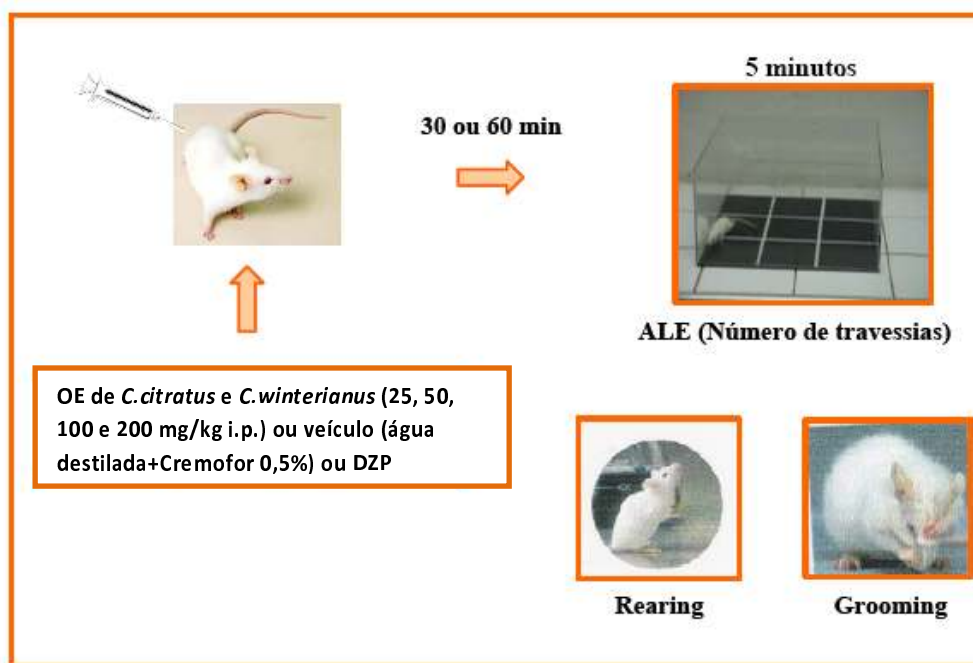 5 minutos
30 ou 60 min
ALE (Número de travessias)
OE de C.citratus e C.winterianus (25, 50,
100 e 200 mg/kg i.p.) ou veículo (água
destilada+Cremofor 0,5%) ou DZP
Rearing
Grooming